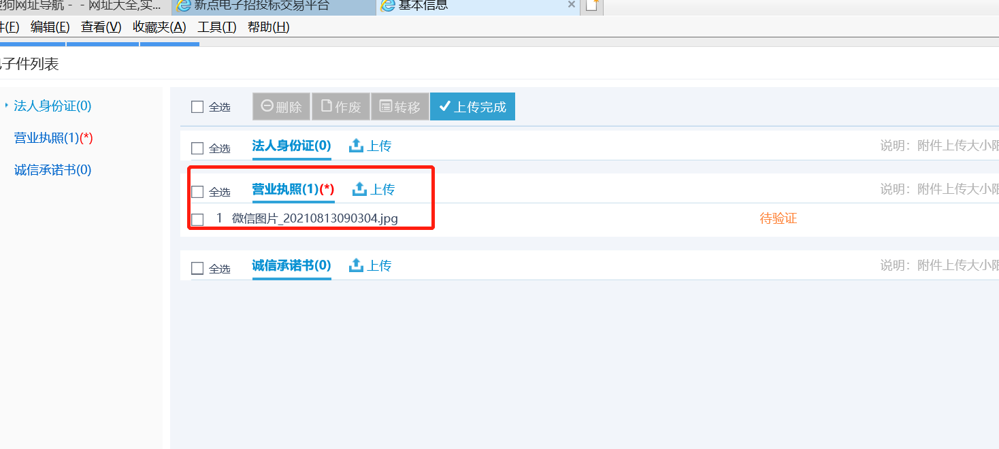 搜狗网址导航 - - 网址大全,实...
新点电子招投标交易平台
基本信息
件(F) 编辑(E) 查看(V) 收藏夹(A) 工具(T) 帮助(H)
电子件列表
法人身份证(0)
营业执照(1)(*)
诚信承诺书(0)
全选 删除 作废 转移 上传完成
全选 法人身份证(0) 上传 说明：附件上传大小限
全选 营业执照(1)(*) 上传 说明：附件上传大小限
1 微信图片_20210813090304.jpg 待验证
全选 诚信承诺书(0) 上传 说明：附件上传大小限